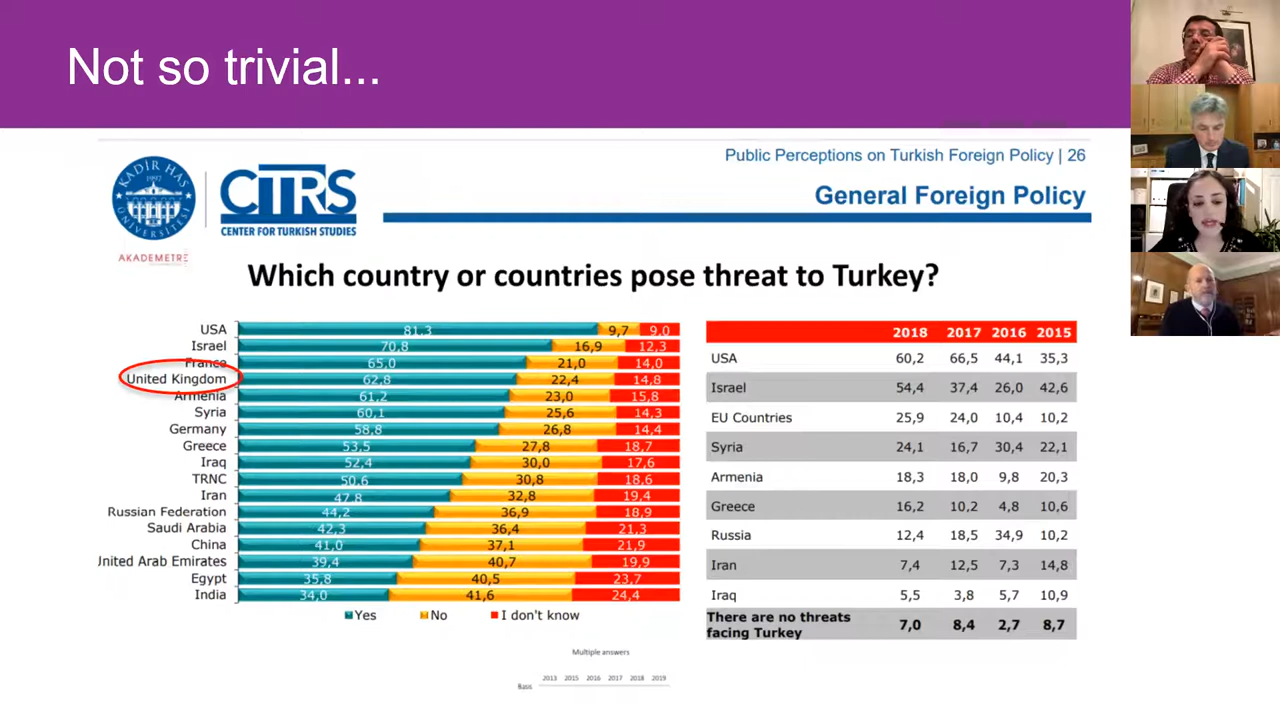 Not so trivial...
Public Perceptions on Turkish Foreign Policy | 26
General Foreign Policy
KADİR HAS
1997
ÜNİVERSİTESİ
CTRS
CENTER FOR TURKISH STUDIES
AKADEMETRE
Which country or countries pose threat to Turkey?
USA 81,3 9,7 9,0
Israel 70,8 16,9 12,3
France 65,0 21,0 14,0
United Kingdom 62,8 22,4 14,8
Armenia 61,2 23,0 15,8
Syria 60,1 25,6 14,3
Germany 58,8 26,8 14,4
Greece 53,5 27,8 18,7
Iraq 52,4 30,0 17,6
TRNC 50,6 30,8 18,6
Iran 47,8 32,8 19,4
Russian Federation 44,2 36,9 18,9
Saudi Arabia 42,3 36,4 21,3
China 41,0 37,1 21,9
United Arab Emirates 39,4 40,7 19,9
Egypt 35,8 40,5 23,7
India 34,0 41,6 24,4
Yes No I don't know
2018 2017 2016 2015
USA 60,2 66,5 44,1 35,3
Israel 54,4 37,4 26,0 42,6
EU Countries 25,9 24,0 10,4 10,2
Syria 24,1 16,7 30,4 22,1
Armenia 18,3 18,0 9,8 20,3
Greece 16,2 10,2 4,8 10,6
Russia 12,4 18,5 34,9 10,2
Iran 7,4 12,5 7,3 14,8
Iraq 5,5 3,8 5,7 10,9
There are no threats
facing Turkey 7,0 8,4 2,7 8,7
Multiple answers
2013 2015 2016 2017 2018 2019
Basis